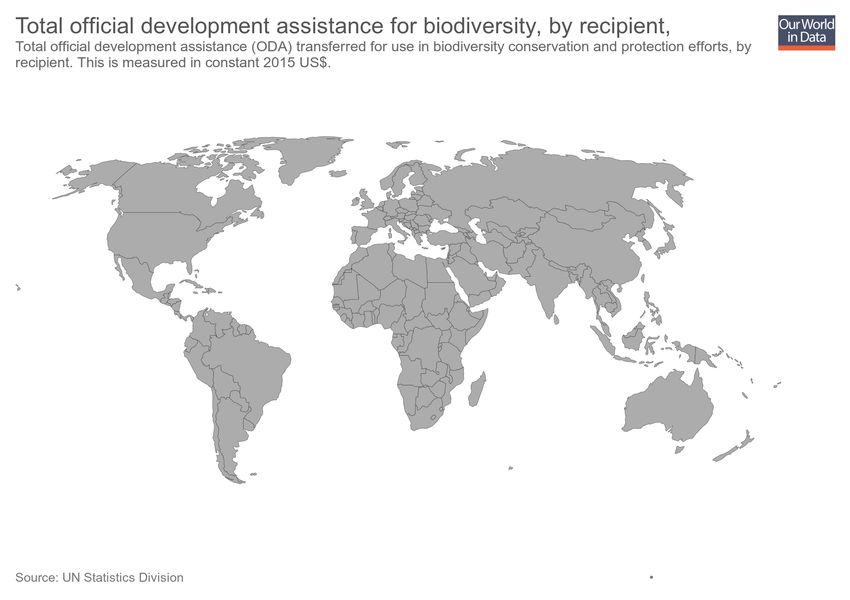 Total official development assistance for biodiversity, by recipient,
Our World
in Data
Total official development assistance (ODA) transferred for use in biodiversity conservation and protection efforts, by
recipient. This is measured in constant 2015 US$.
Source: UN Statistics Division
•